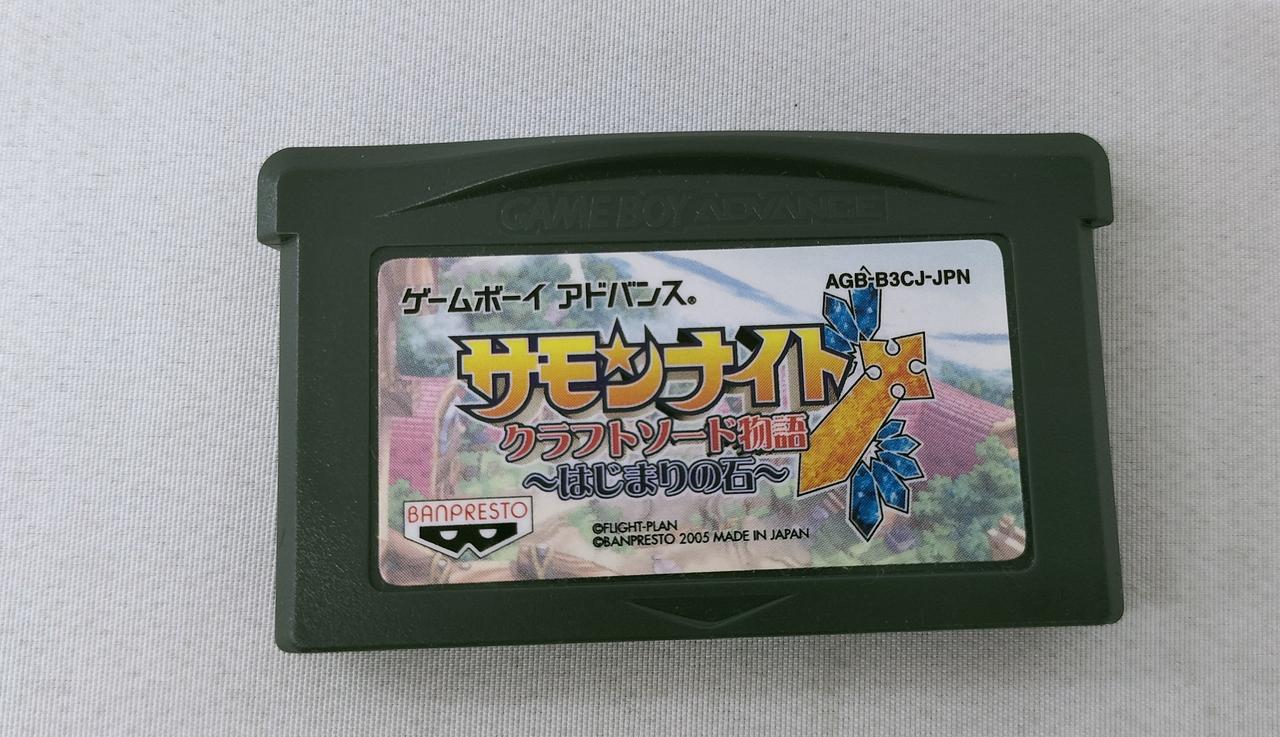 GAME BOY ADVANCE
ゲームボーイ アドバンス®
AGB-B3CJ-JPN
サモンナイト
クラフトソード物語
～はじまりの石～
BANPRESTO
©FLIGHT-PLAN
©BANPRESTO 2005 MADE IN JAPAN